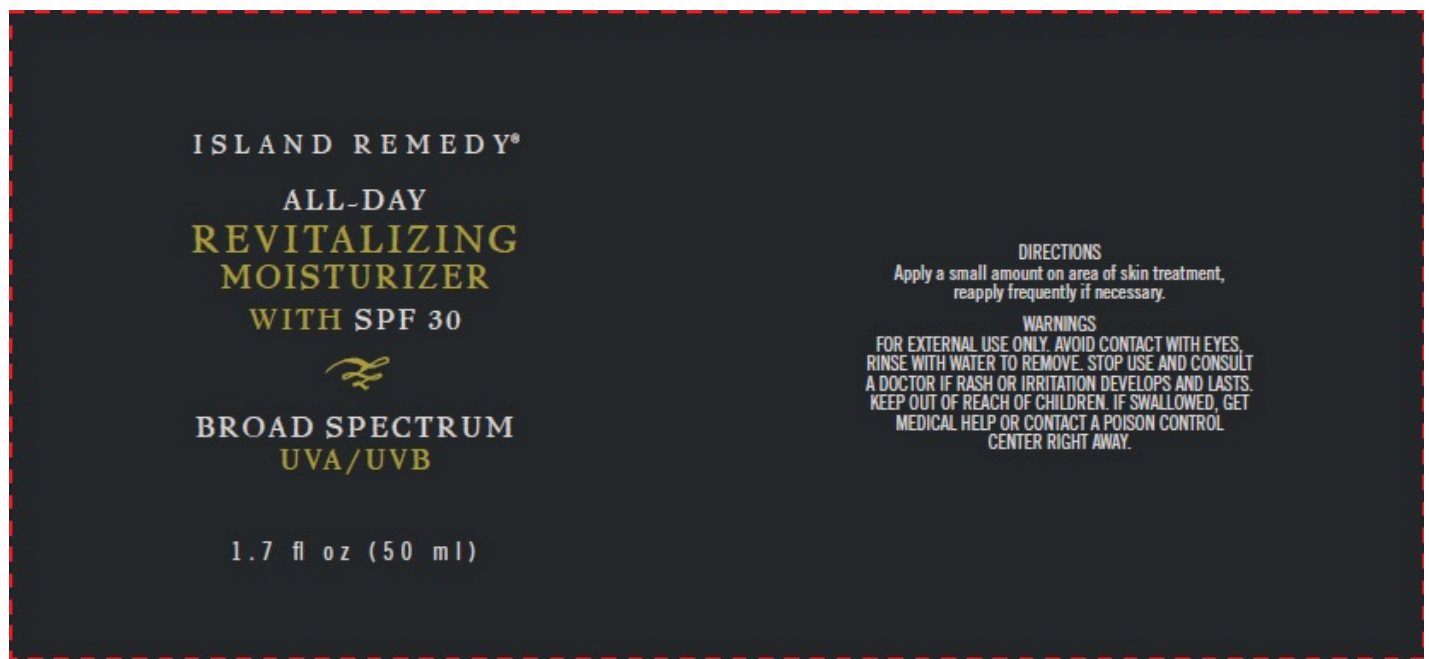 ISLAND REMEDY®
ALL-DAY
REVITALIZING
MOISTURIZER
WITH SPF 30
BROAD SPECTRUM
UVA/UVB
1.7 fl oz (50 ml)
DIRECTIONS
Apply a small amount on area of skin treatment,
reapply frequently if necessary.
WARNINGS
FOR EXTERNAL USE ONLY. AVOID CONTACT WITH EYES,
RINSE WITH WATER TO REMOVE. STOP USE AND CONSULT
A DOCTOR IF RASH OR IRRITATION DEVELOPS AND LASTS.
KEEP OUT OF REACH OF CHILDREN. IF SWALLOWED, GET
MEDICAL HELP OR CONTACT A POISON CONTROL
CENTER RIGHT AWAY.